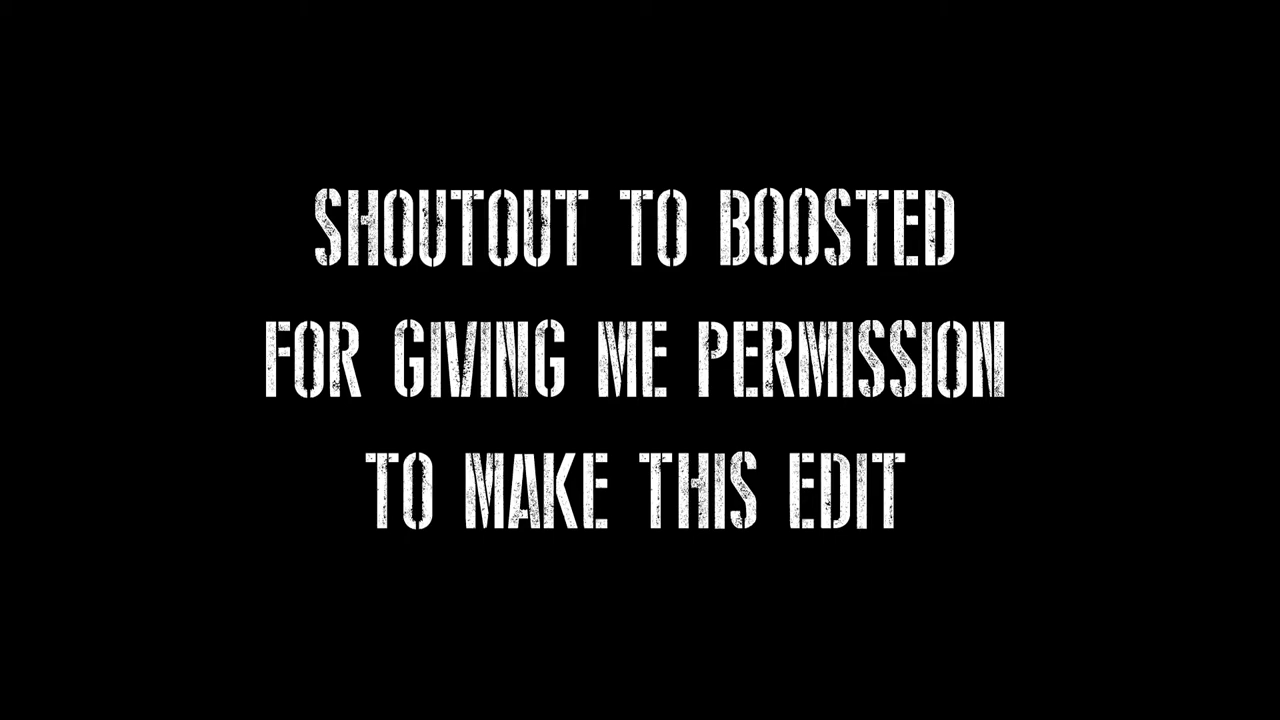 SHOUTOUT TO BOOSTED
FOR GIVING ME PERMISSION
TO MAKE THIS EDIT